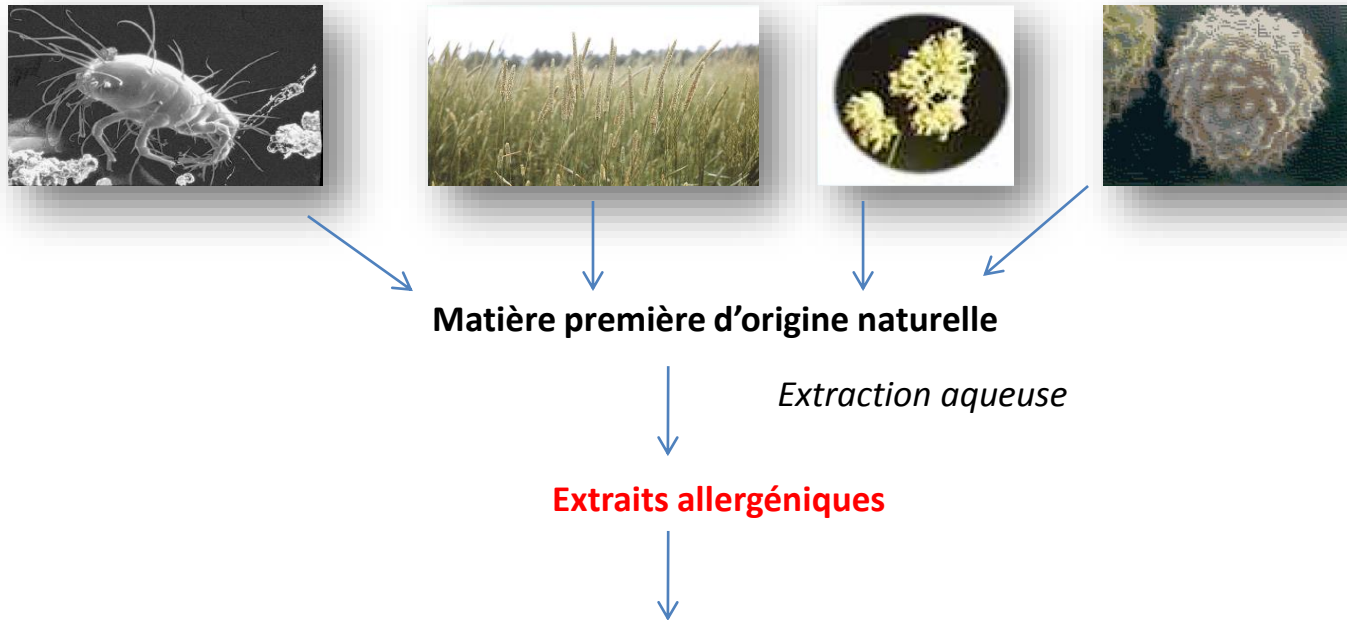 Matière première d’origine naturelle
Extraction aqueuse
Extraits allergéniques